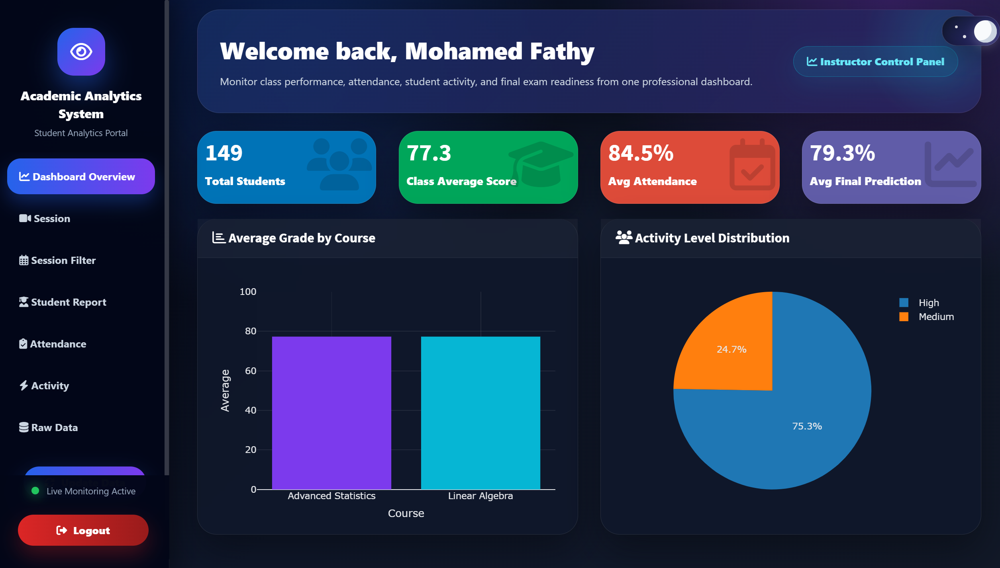 Academic Analytics
System
Student Analytics Portal
Dashboard Overview
Session
Session Filter
Student Report
Attendance
Activity
Raw Data
Update Data
Live Monitoring Active
Logout
Welcome back, Mohamed Fathy
Monitor class performance, attendance, student activity, and final exam readiness from one professional dashboard.
Instructor Control Panel
149
Total Students
77.3
Class Average Score
84.5%
Avg Attendance
79.3%
Avg Final Prediction
Average Grade by Course
100
80
60
40
20
0
Average
Advanced Statistics
Linear Algebra
Course
Activity Level Distribution
High
Medium
24.7%
75.3%